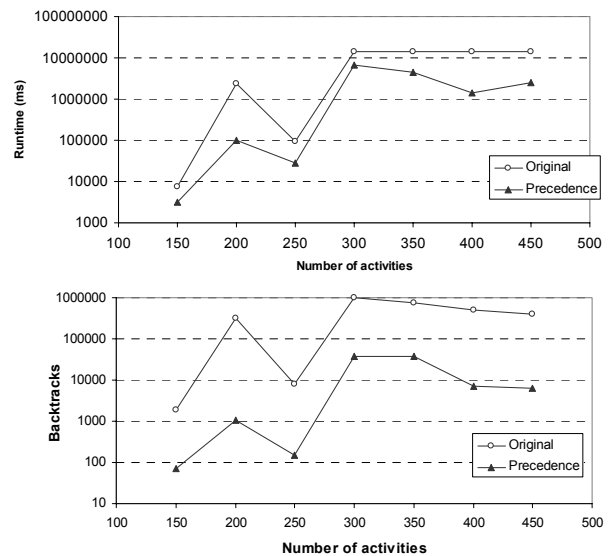 100000000
10000000
1000000
100000
10000
1000
Runtime (ms)
Original
Precedence
100 150 200 250 300 350 400 450 500
Number of activities
1000000
100000
10000
1000
100
10
Backtracks
Original
Precedence
100 150 200 250 300 350 400 450 500
Number of activities